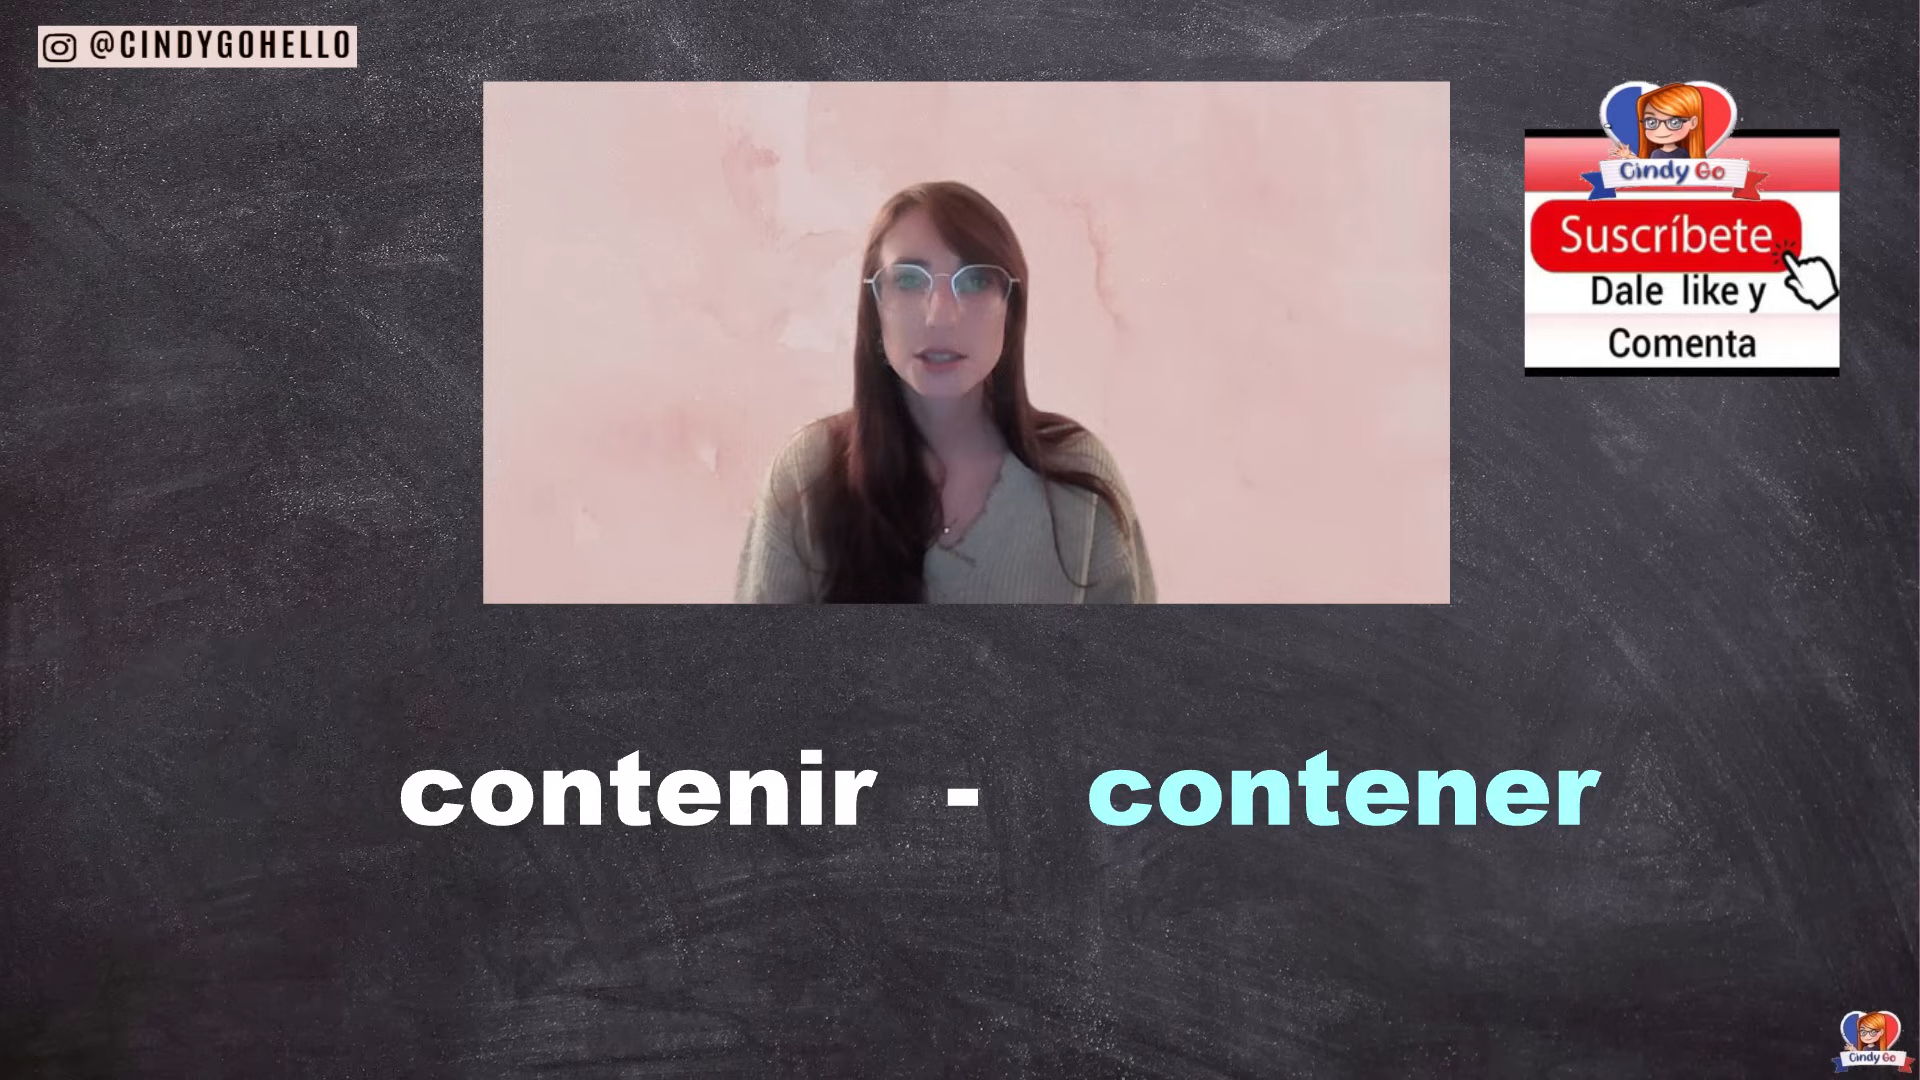 @CINDYGOHELLO
Cindy Go
Suscríbete
Dale like y
Comenta
contenir - contener
Cindy Go